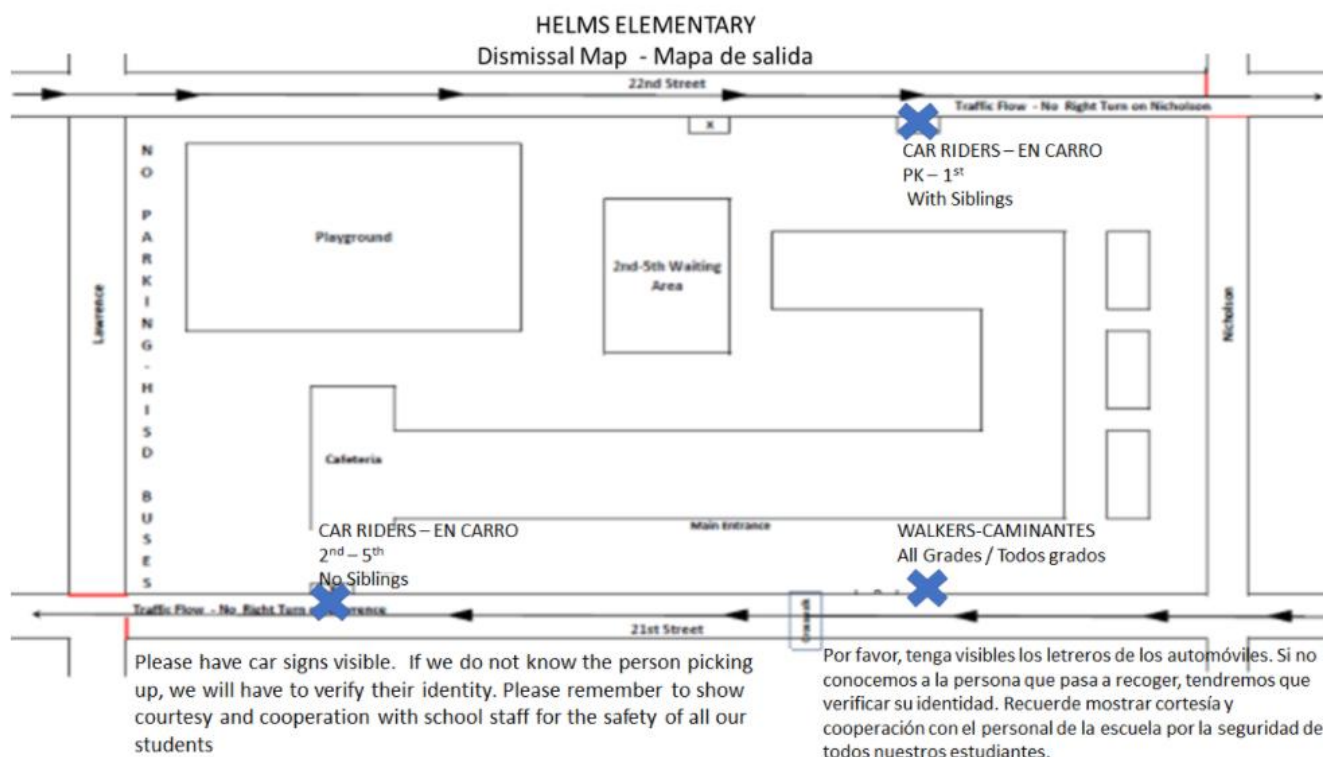 HELMS ELEMENTARY
Dismissal Map - Mapa de salida
22nd Street
Traffic Flow - No Right Turn on Nicholson
X
CAR RIDERS – EN CARRO
PK – 1st
With Siblings
NO PARKING-HISD BUSES
Lawrence
Playground
2nd-5th Waiting
Area
Nicholson
Cafeteria
Main Entrance
CAR RIDERS – EN CARRO
2nd – 5th
No Siblings
WALKERS-CAMINANTES
All Grades / Todos grados
Traffic Flow - No Right Turn
21st Street
Crosswalk
Please have car signs visible. If we do not know the person picking
up, we will have to verify their identity. Please remember to show
courtesy and cooperation with school staff for the safety of all our
students
Por favor, tenga visibles los letreros de los automóviles. Si no
conocemos a la persona que pasa a recoger, tendremos que
verificar su identidad. Recuerde mostrar cortesía y
cooperación con el personal de la escuela por la seguridad de
todos nuestros estudiantes.